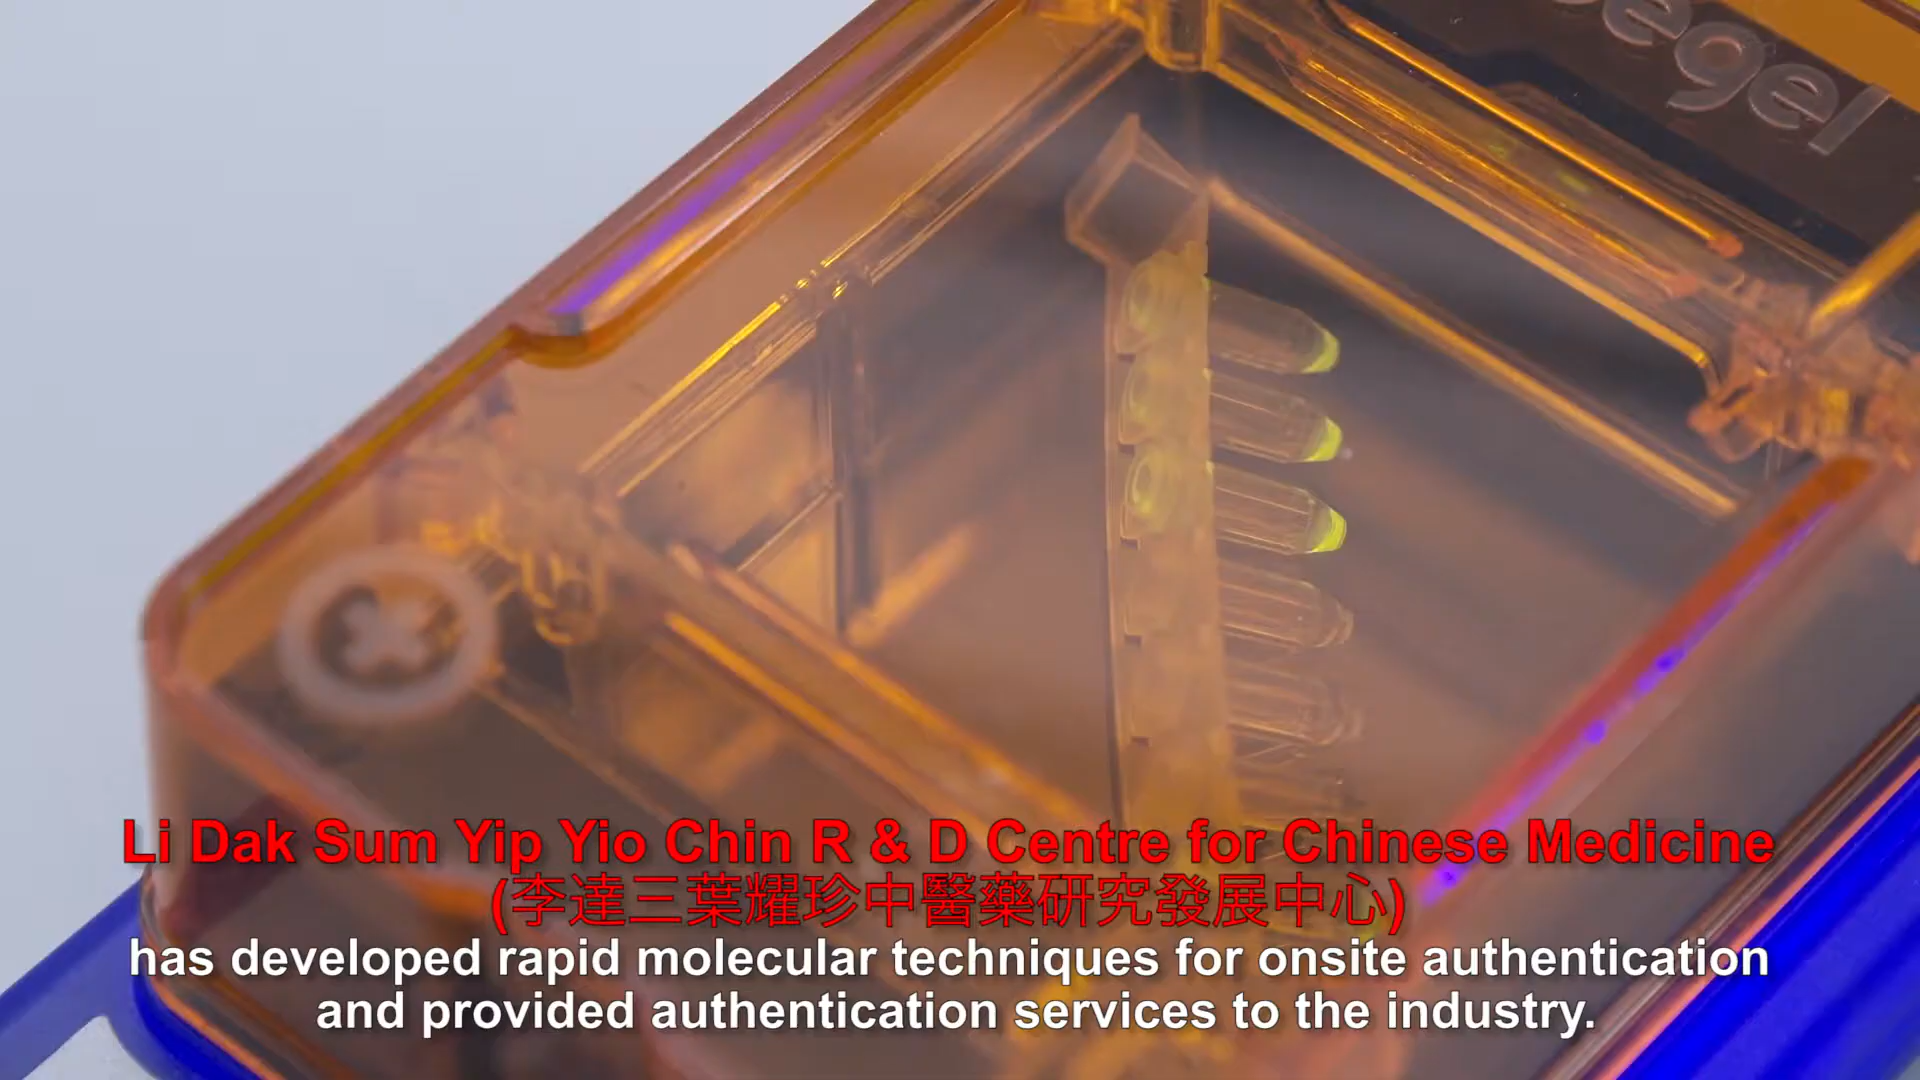 egel
Li Dak Sum Yip Yio Chin R & D Centre for Chinese Medicine
(李達三葉耀珍中醫藥研究發展中心)
has developed rapid molecular techniques for onsite authentication
and provided authentication services to the industry.